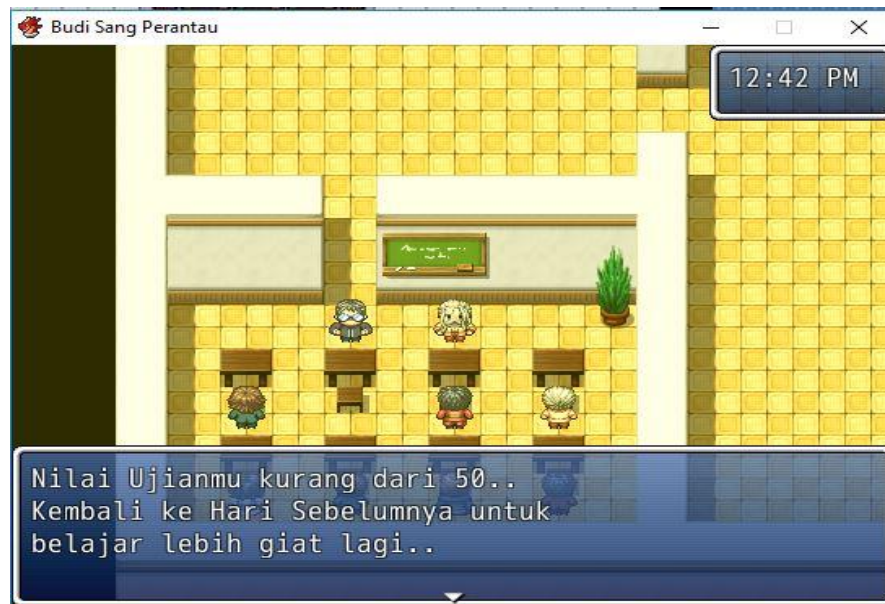 Budi Sang Perantau
12:42 PM
Nilai Ujianmu kurang dari 50..
Kembali ke Hari Sebelumnya untuk
belajar lebih giat lagi..